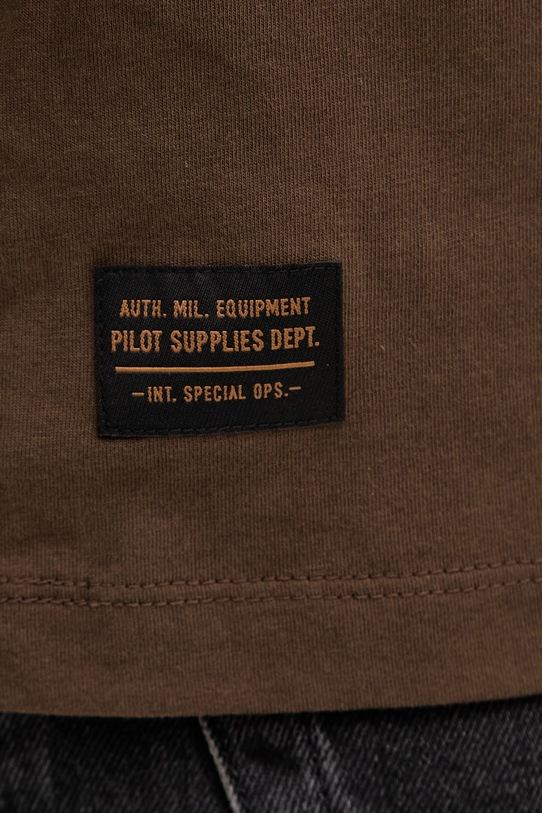 AUTH. MIL. EQUIPMENT
PILOT SUPPLIES DEPT.
—INT. SPECIAL OPS.—